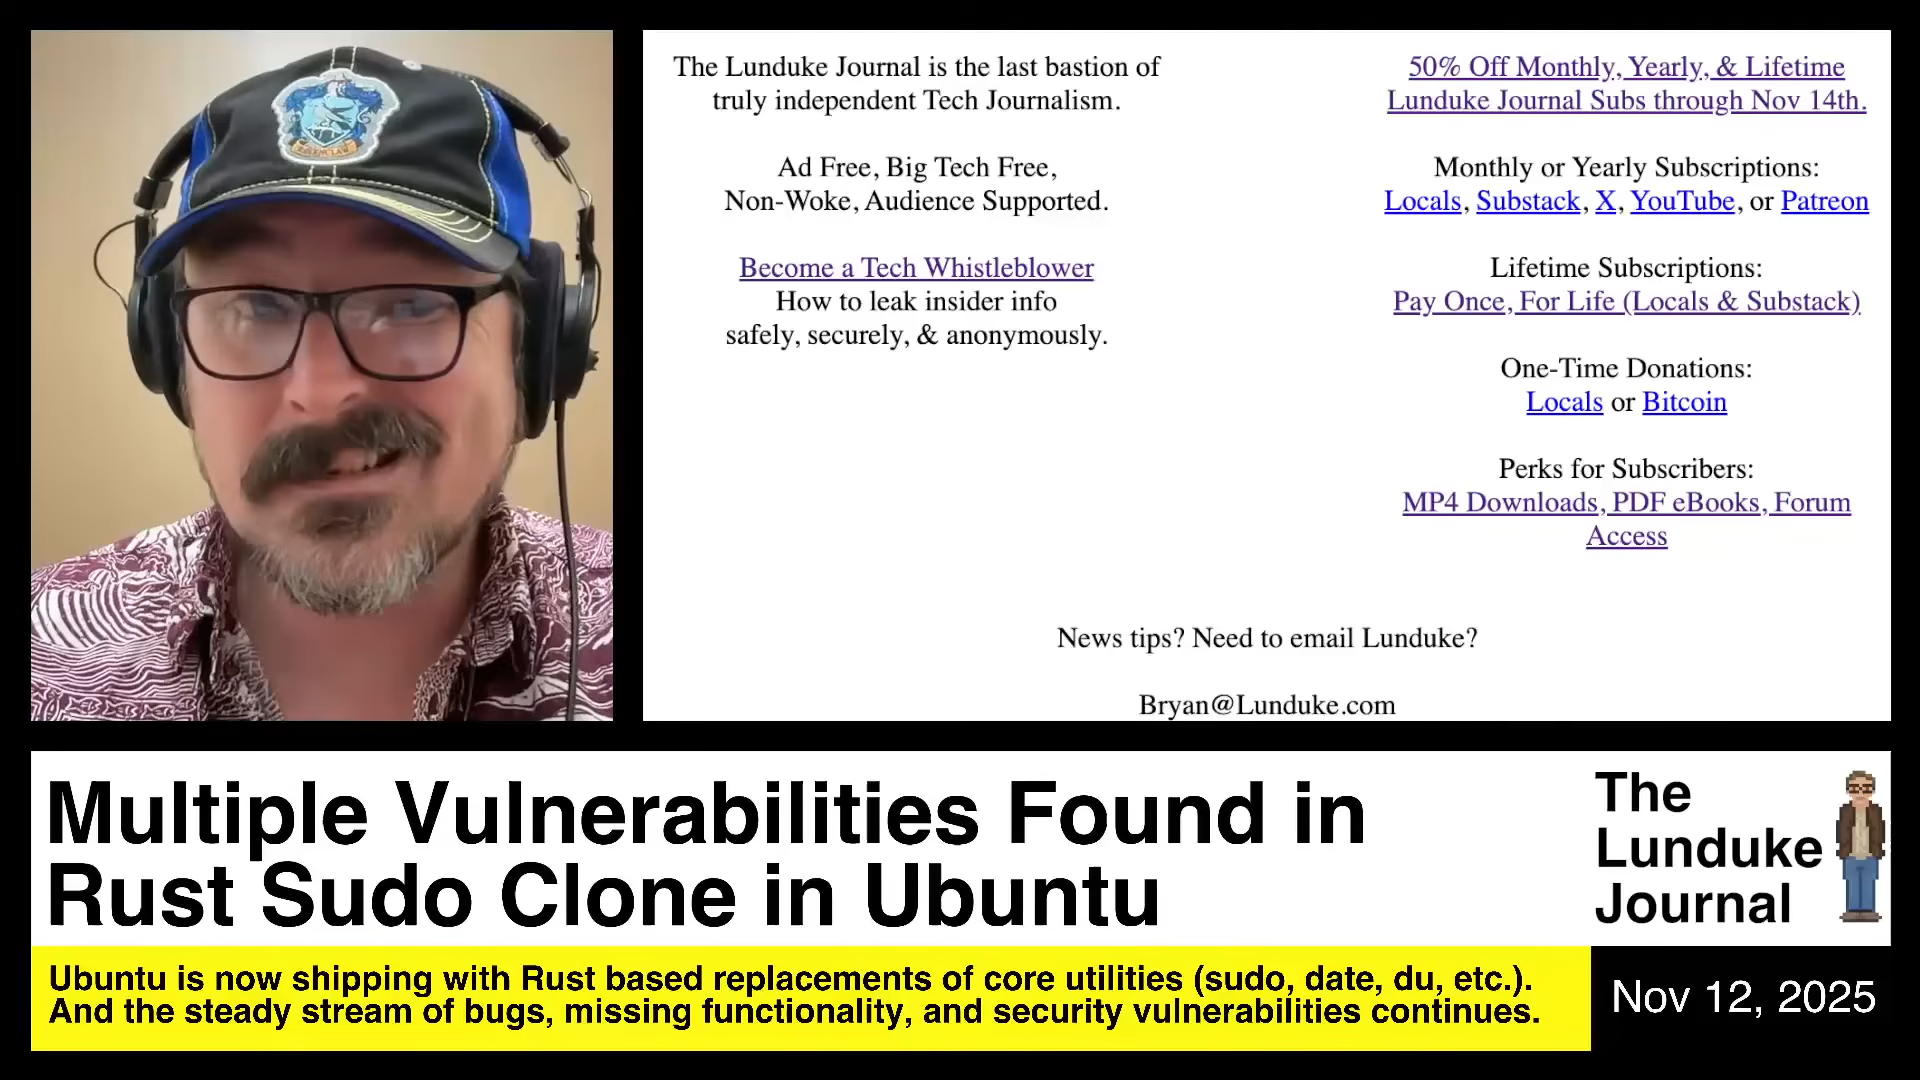 RAVENCLAW
The Lunduke Journal is the last bastion of
truly independent Tech Journalism.
Ad Free, Big Tech Free,
Non-Woke, Audience Supported.
Become a Tech Whistleblower
How to leak insider info
safely, securely, & anonymously.
50% Off Monthly, Yearly, & Lifetime
Lunduke Journal Subs through Nov 14th.
Monthly or Yearly Subscriptions:
Locals, Substack, X, YouTube, or Patreon
Lifetime Subscriptions:
Pay Once, For Life (Locals & Substack)
One-Time Donations:
Locals or Bitcoin
Perks for Subscribers:
MP4 Downloads, PDF eBooks, Forum
Access
News tips? Need to email Lunduke?
Bryan@Lunduke.com
Multiple Vulnerabilities Found in
Rust Sudo Clone in Ubuntu
The
Lunduke
Journal
Ubuntu is now shipping with Rust based replacements of core utilities (sudo, date, du, etc.).
And the steady stream of bugs, missing functionality, and security vulnerabilities continues.
Nov 12, 2025